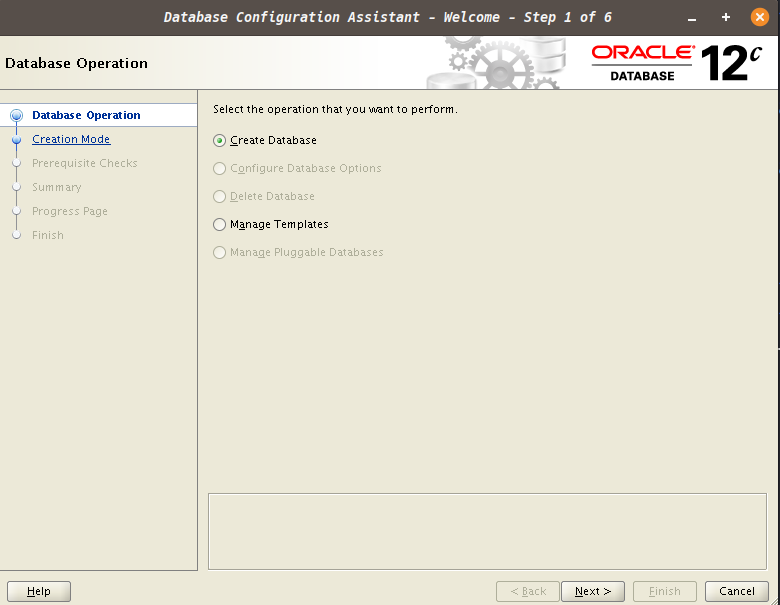 Database Configuration Assistant - Welcome - Step 1 of 6
Database Operation
ORACLE®
DATABASE
12c
Database Operation
Creation Mode
Prerequisite Checks
Summary
Progress Page
Finish
Select the operation that you want to perform.
Create Database
Configure Database Options
Delete Database
Manage Templates
Manage Pluggable Databases
Help
< Back
Next >
Finish
Cancel